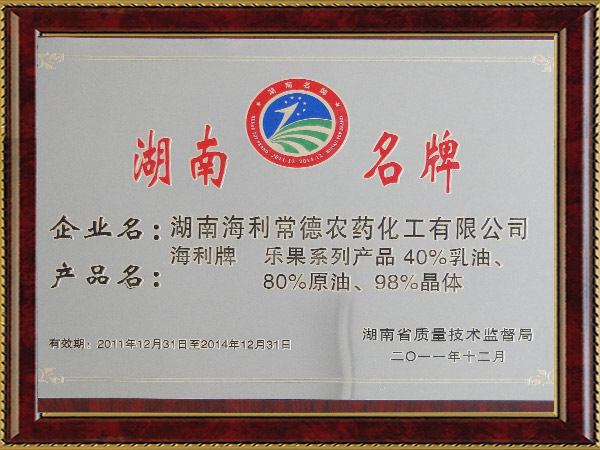 湖南名牌
2011.12-2014.12
湖南 名牌
企业名：湖南海利常德农药化工有限公司
产品名：海利牌 乐果系列产品 40%乳油、
80%原油、98%晶体
有效期：2011年12月31日至2014年12月31日
湖南省质量技术监督局
二〇一一年十二月